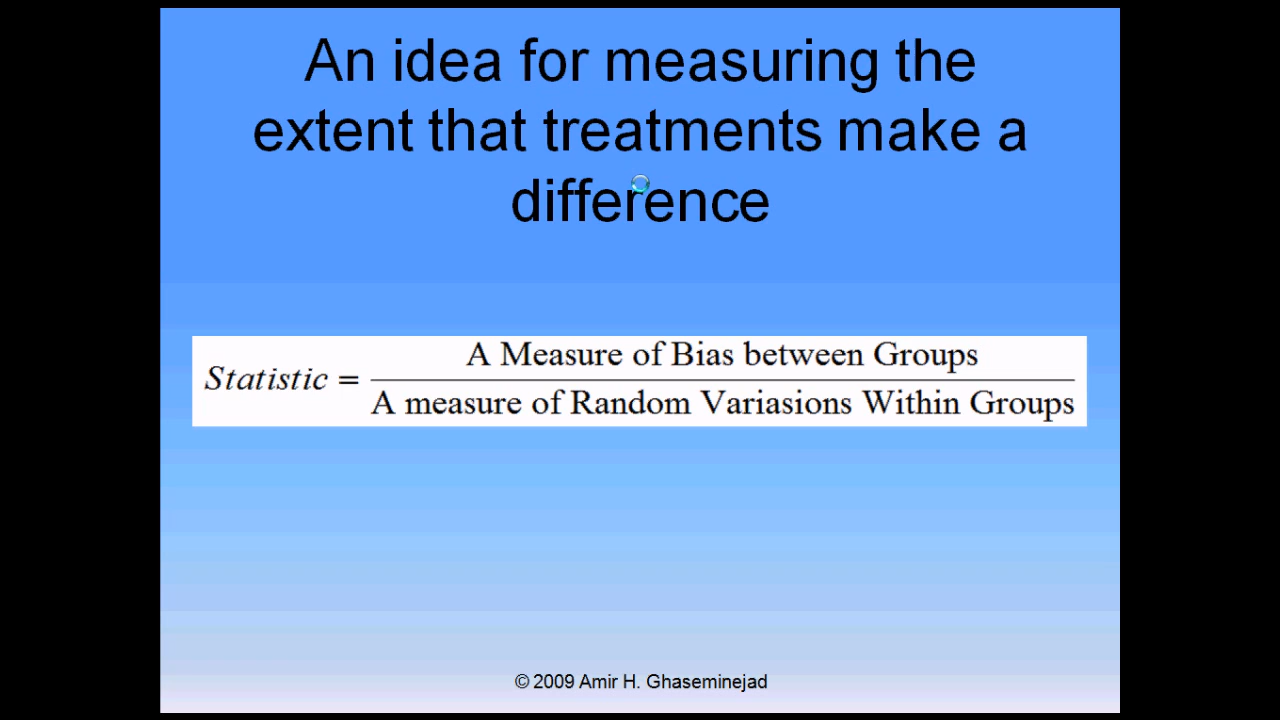 An idea for measuring the
extent that treatments make a
difference
Statistic = A Measure of Bias between Groups
A measure of Random Variasions Within Groups
© 2009 Amir H. Ghaseminejad